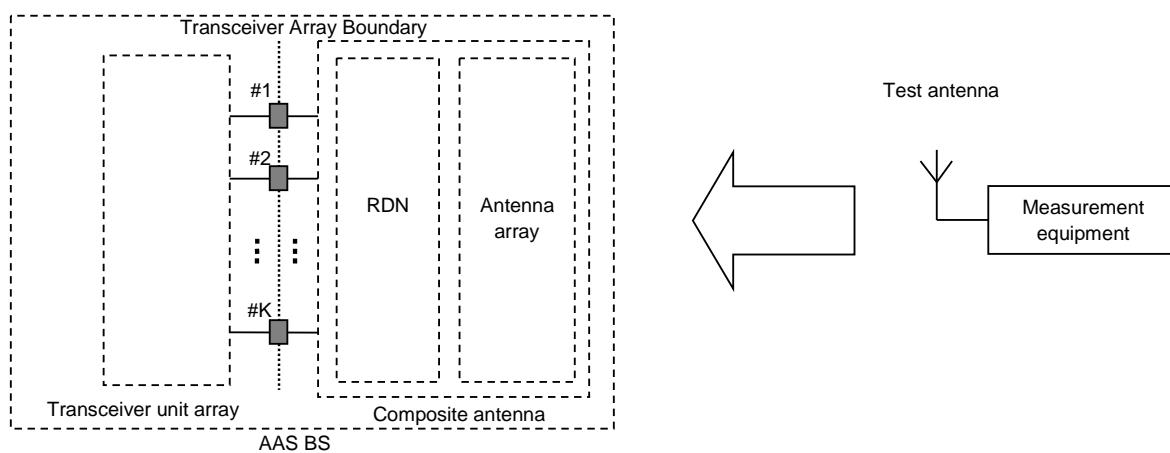 Transceiver Array Boundary
#1
#2
#K
RDN
Antenna
array
Transceiver unit array
Composite antenna
AAS BS
Test antenna
Measurement
equipment